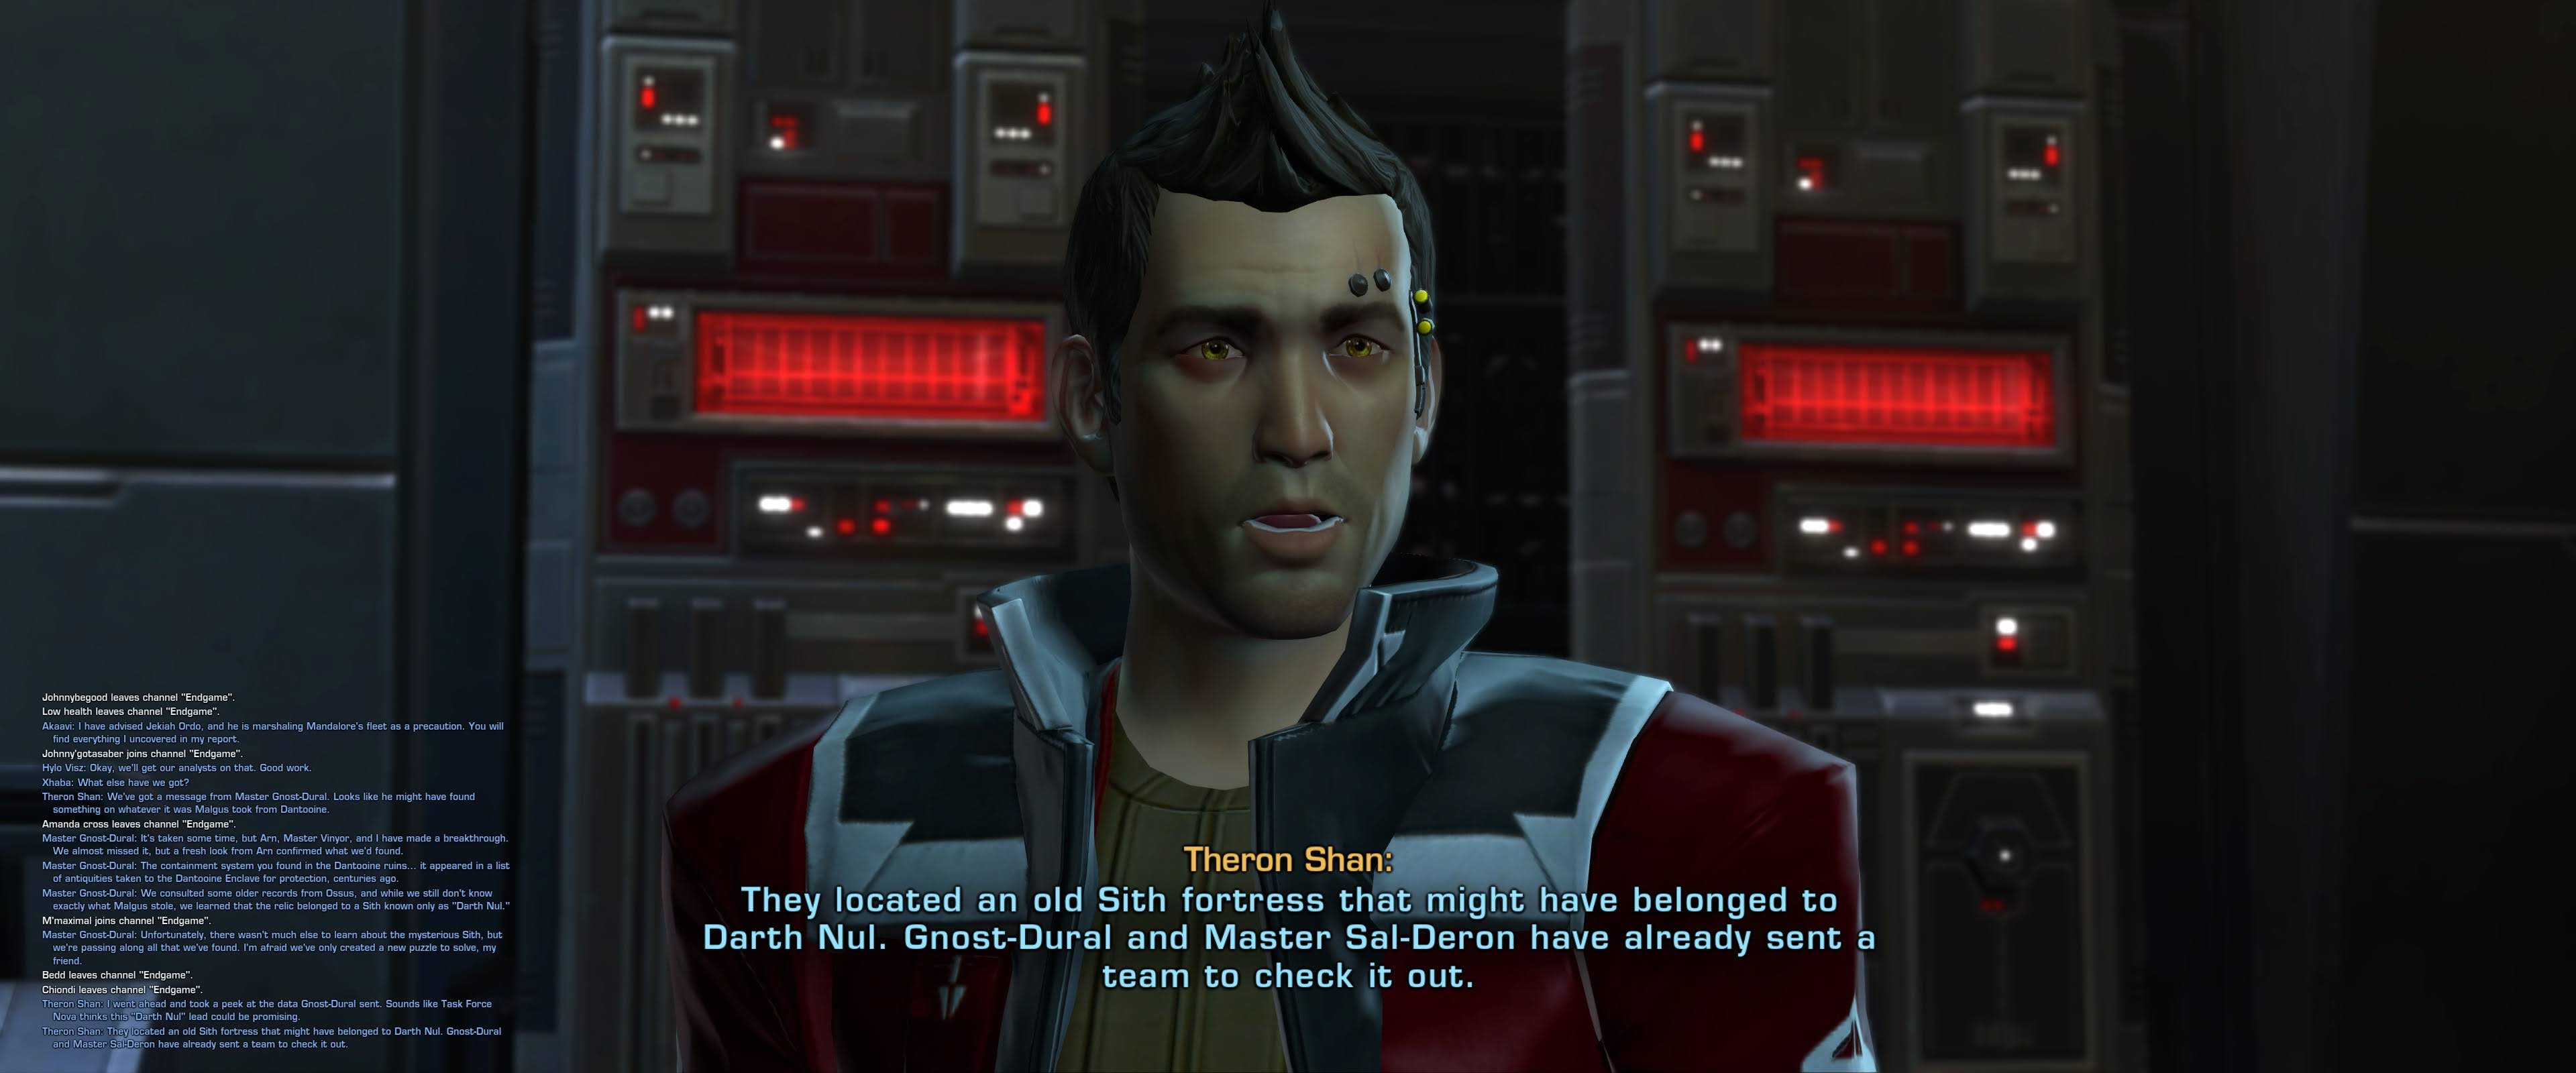 Johnnybegood leaves channel "Endgame".
Low health leaves channel "Endgame".
Akaavi: I have advised Jekiah Ordo, and he is marshaling Mandalore's fleet as a precaution. You will
find everything I uncovered in my report.
Johnny'gotasaber joins channel "Endgame".
Hylo Visz: Okay, we'll get our analysts on that. Good work.
Xhaba: What else have we got?
Theron Shan: We've got a message from Master Gnost-Dural. Looks like he might have found
something on whatever it was Malgus took from Dantooine.
Amanda cross leaves channel "Endgame".
Master Gnost-Dural: It's taken some time, but Arn, Master Vinyor, and I have made a breakthrough.
We almost missed it, but a fresh look from Arn confirmed what we'd found.
Master Gnost-Dural: The containment system you found in the Dantooine ruins... it appeared in a list
of antiquities taken to the Dantooine Enclave for protection, centuries ago.
Master Gnost-Dural: We consulted some older records from Ossus, and while we still don't know
exactly what Malgus stole, we learned that the relic belonged to a Sith known only as "Darth Nul."
M'maximal joins channel "Endgame".
Master Gnost-Dural: Unfortunately, there wasn't much else to learn about the mysterious Sith, but
we're passing along all that we've found. I'm afraid we've only created a new puzzle to solve, my
friend.
Bedd leaves channel "Endgame".
Chiondi leaves channel "Endgame".
Theron Shan: I went ahead and took a peek at the data Gnost-Dural sent. Sounds like Task Force
Nova thinks this "Darth Nul" lead could be promising.
Theron Shan: They located an old Sith fortress that might have belonged to Darth Nul. Gnost-Dural
and Master Sal-Deron have already sent a team to check it out.
Theron Shan:
They located an old Sith fortress that might have belonged to
Darth Nul. Gnost-Dural and Master Sal-Deron have already sent a
team to check it out.